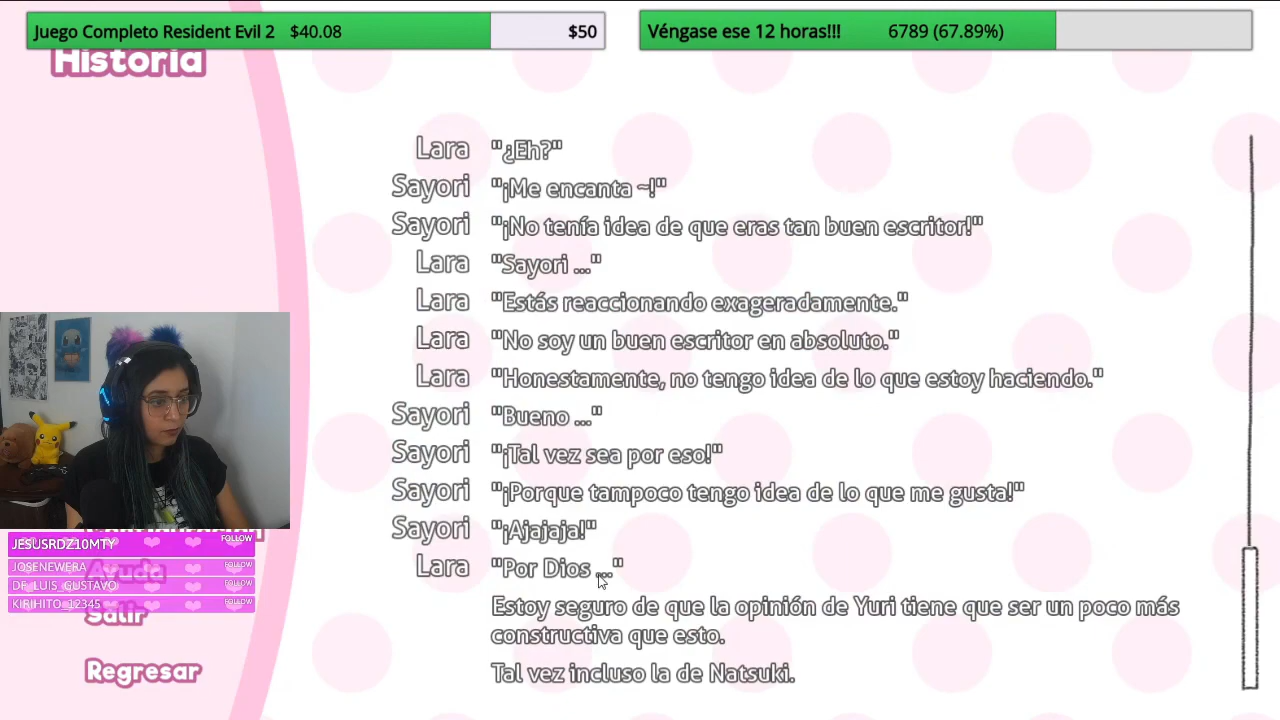 Juego Completo Resident Evil 2 $40.08 $50
Véngase ese 12 horas!!! 6789 (67.89%)
Historia
Lara "¿Eh?"
Sayori "¡Me encanta ~!"
Sayori "¡No tenía idea de que eras tan buen escritor!"
Lara "Sayori ..."
Lara "Estás reaccionando exageradamente."
Lara "No soy un buen escritor en absoluto."
Lara "Honestamente, no tengo idea de lo que estoy haciendo."
Sayori "Bueno ..."
Sayori "¡Tal vez sea por eso!"
Sayori "¡Porque tampoco tengo idea de lo que me gusta!"
Sayori "¡Ajajaja!"
Lara "Por Dios ..."
Estoy seguro de que la opinión de Yuri tiene que ser un poco más
constructiva que esto.
Tal vez incluso la de Natsuki.
JESUSRDZ10MTY FOLLOW
JOSENEWERA FOLLOW
Ayuda
DF_LUIS_GUSTAVO FOLLOW
KIRIHITO_12345 FOLLOW
Salir
Regresar